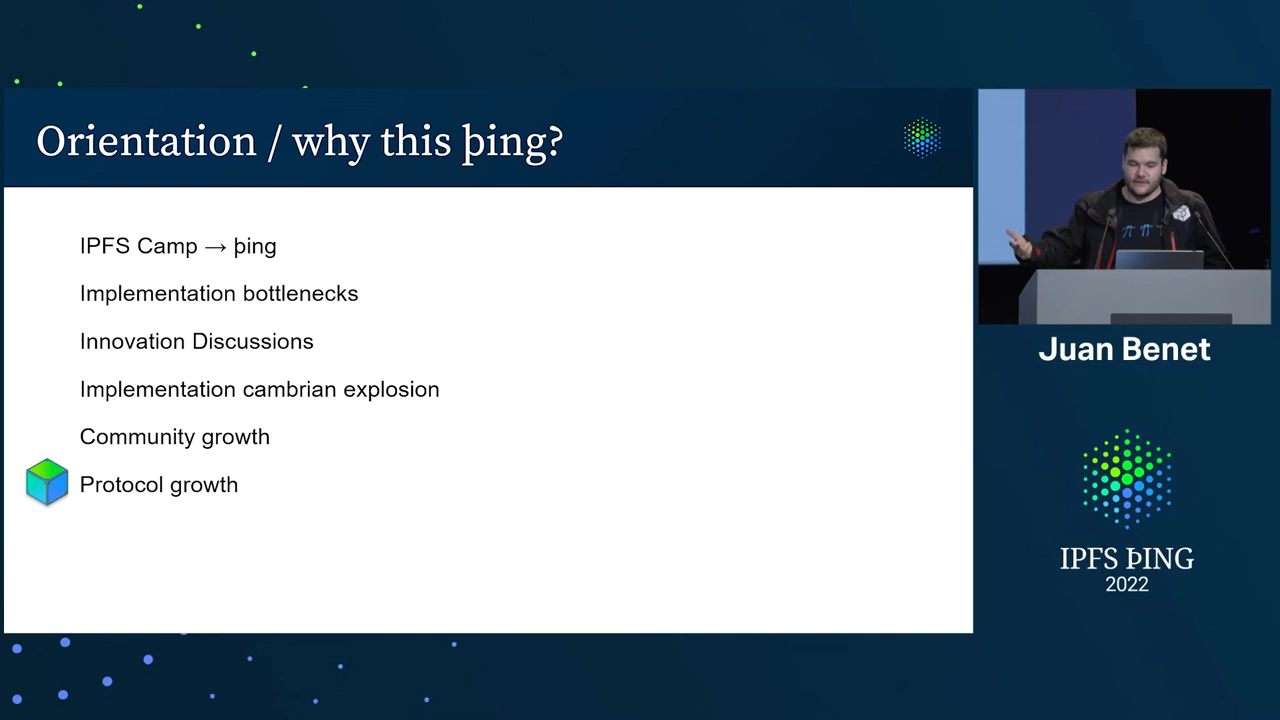 Orientation / why this þing?
IPFS Camp → þing
Implementation bottlenecks
Innovation Discussions
Implementation cambrian explosion
Community growth
Protocol growth
Juan Benet
IPFS ÞING
2022